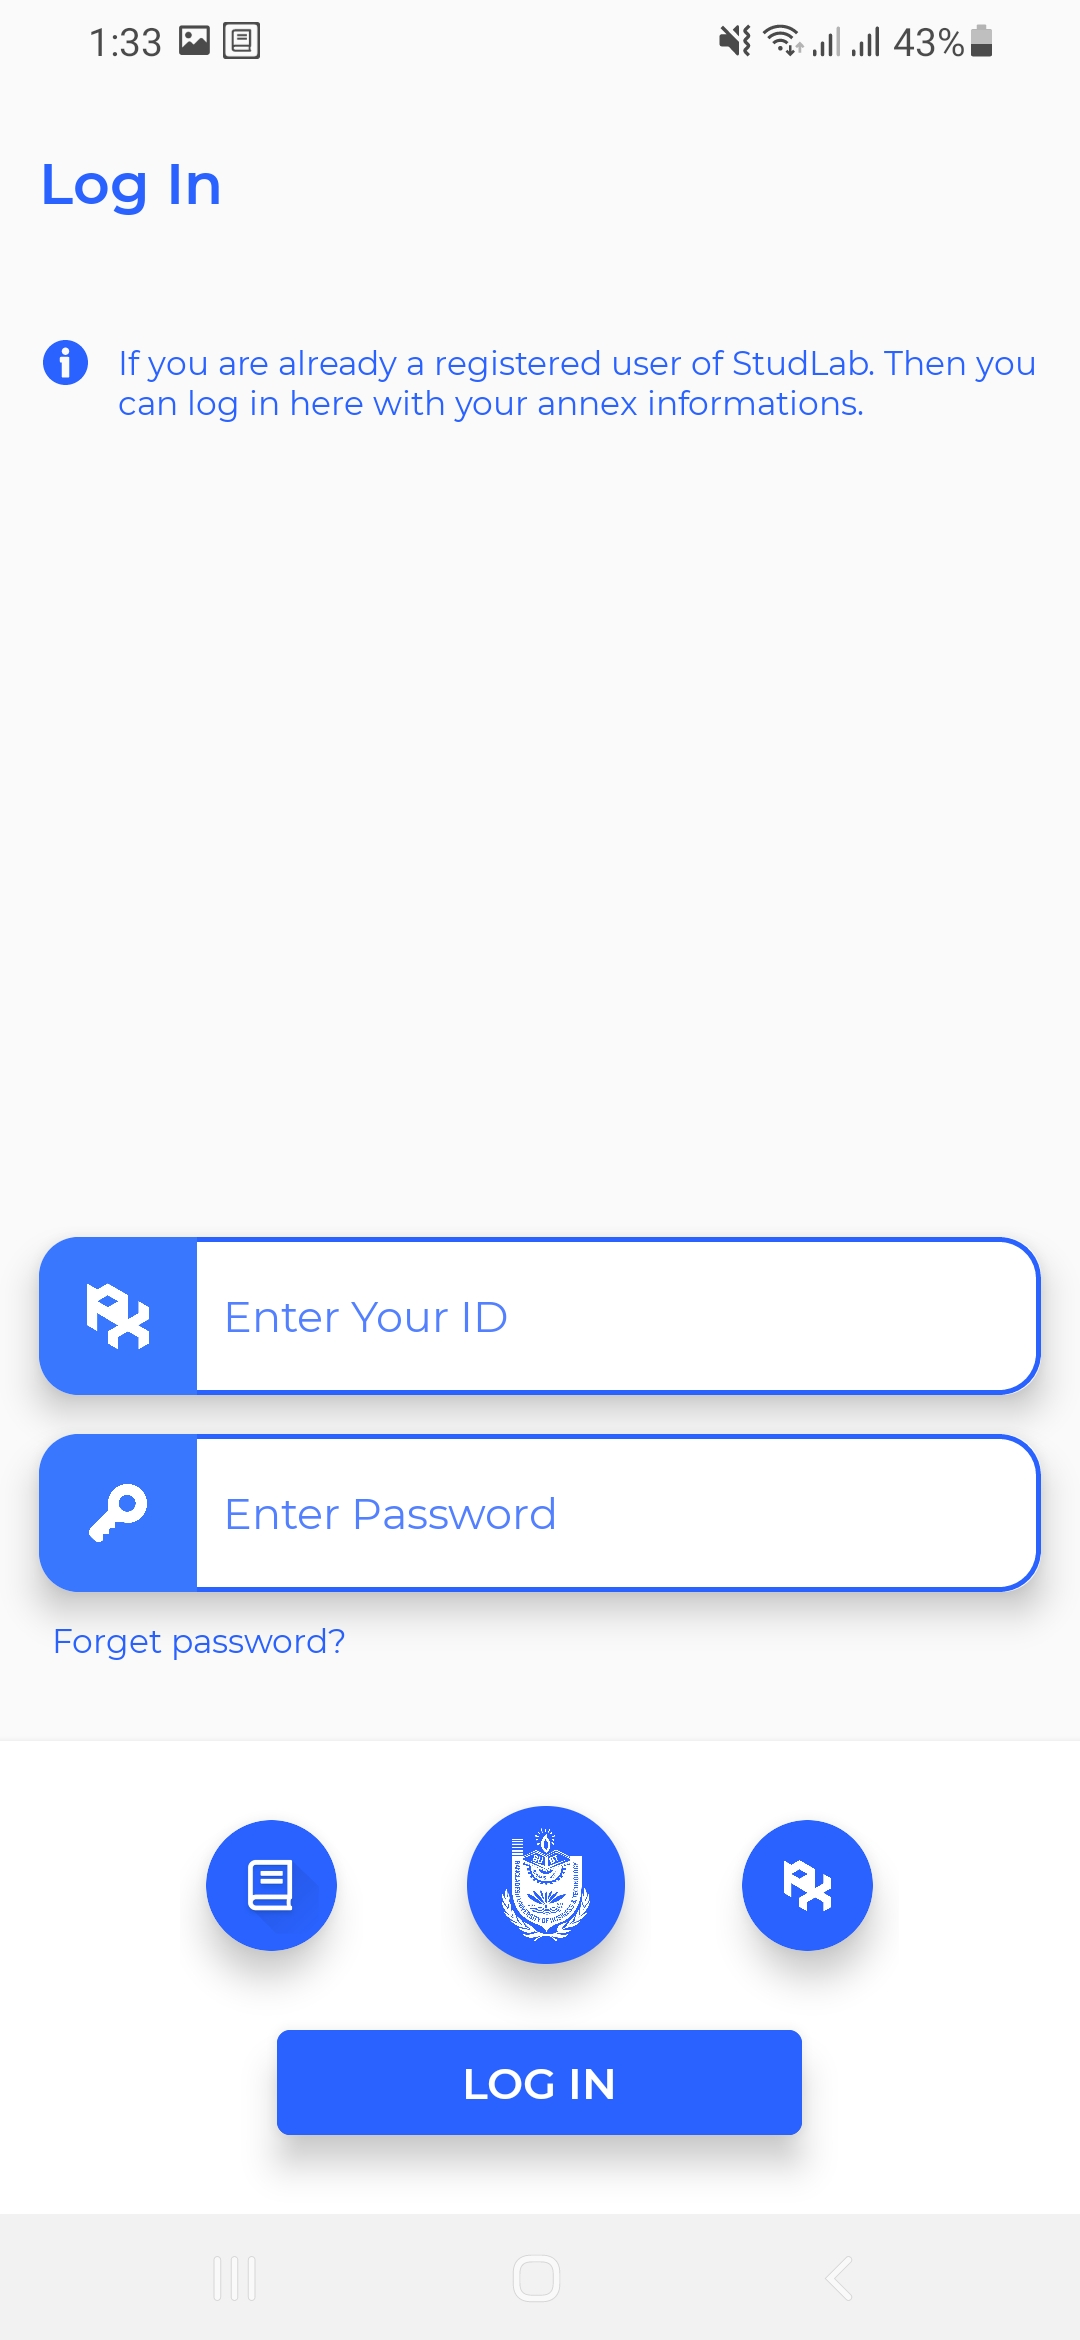 1:33
43%
Log In
If you are already a registered user of StudLab. Then you
can log in here with your annex informations.
Enter Your ID
Enter Password
Forget password?
LOG IN